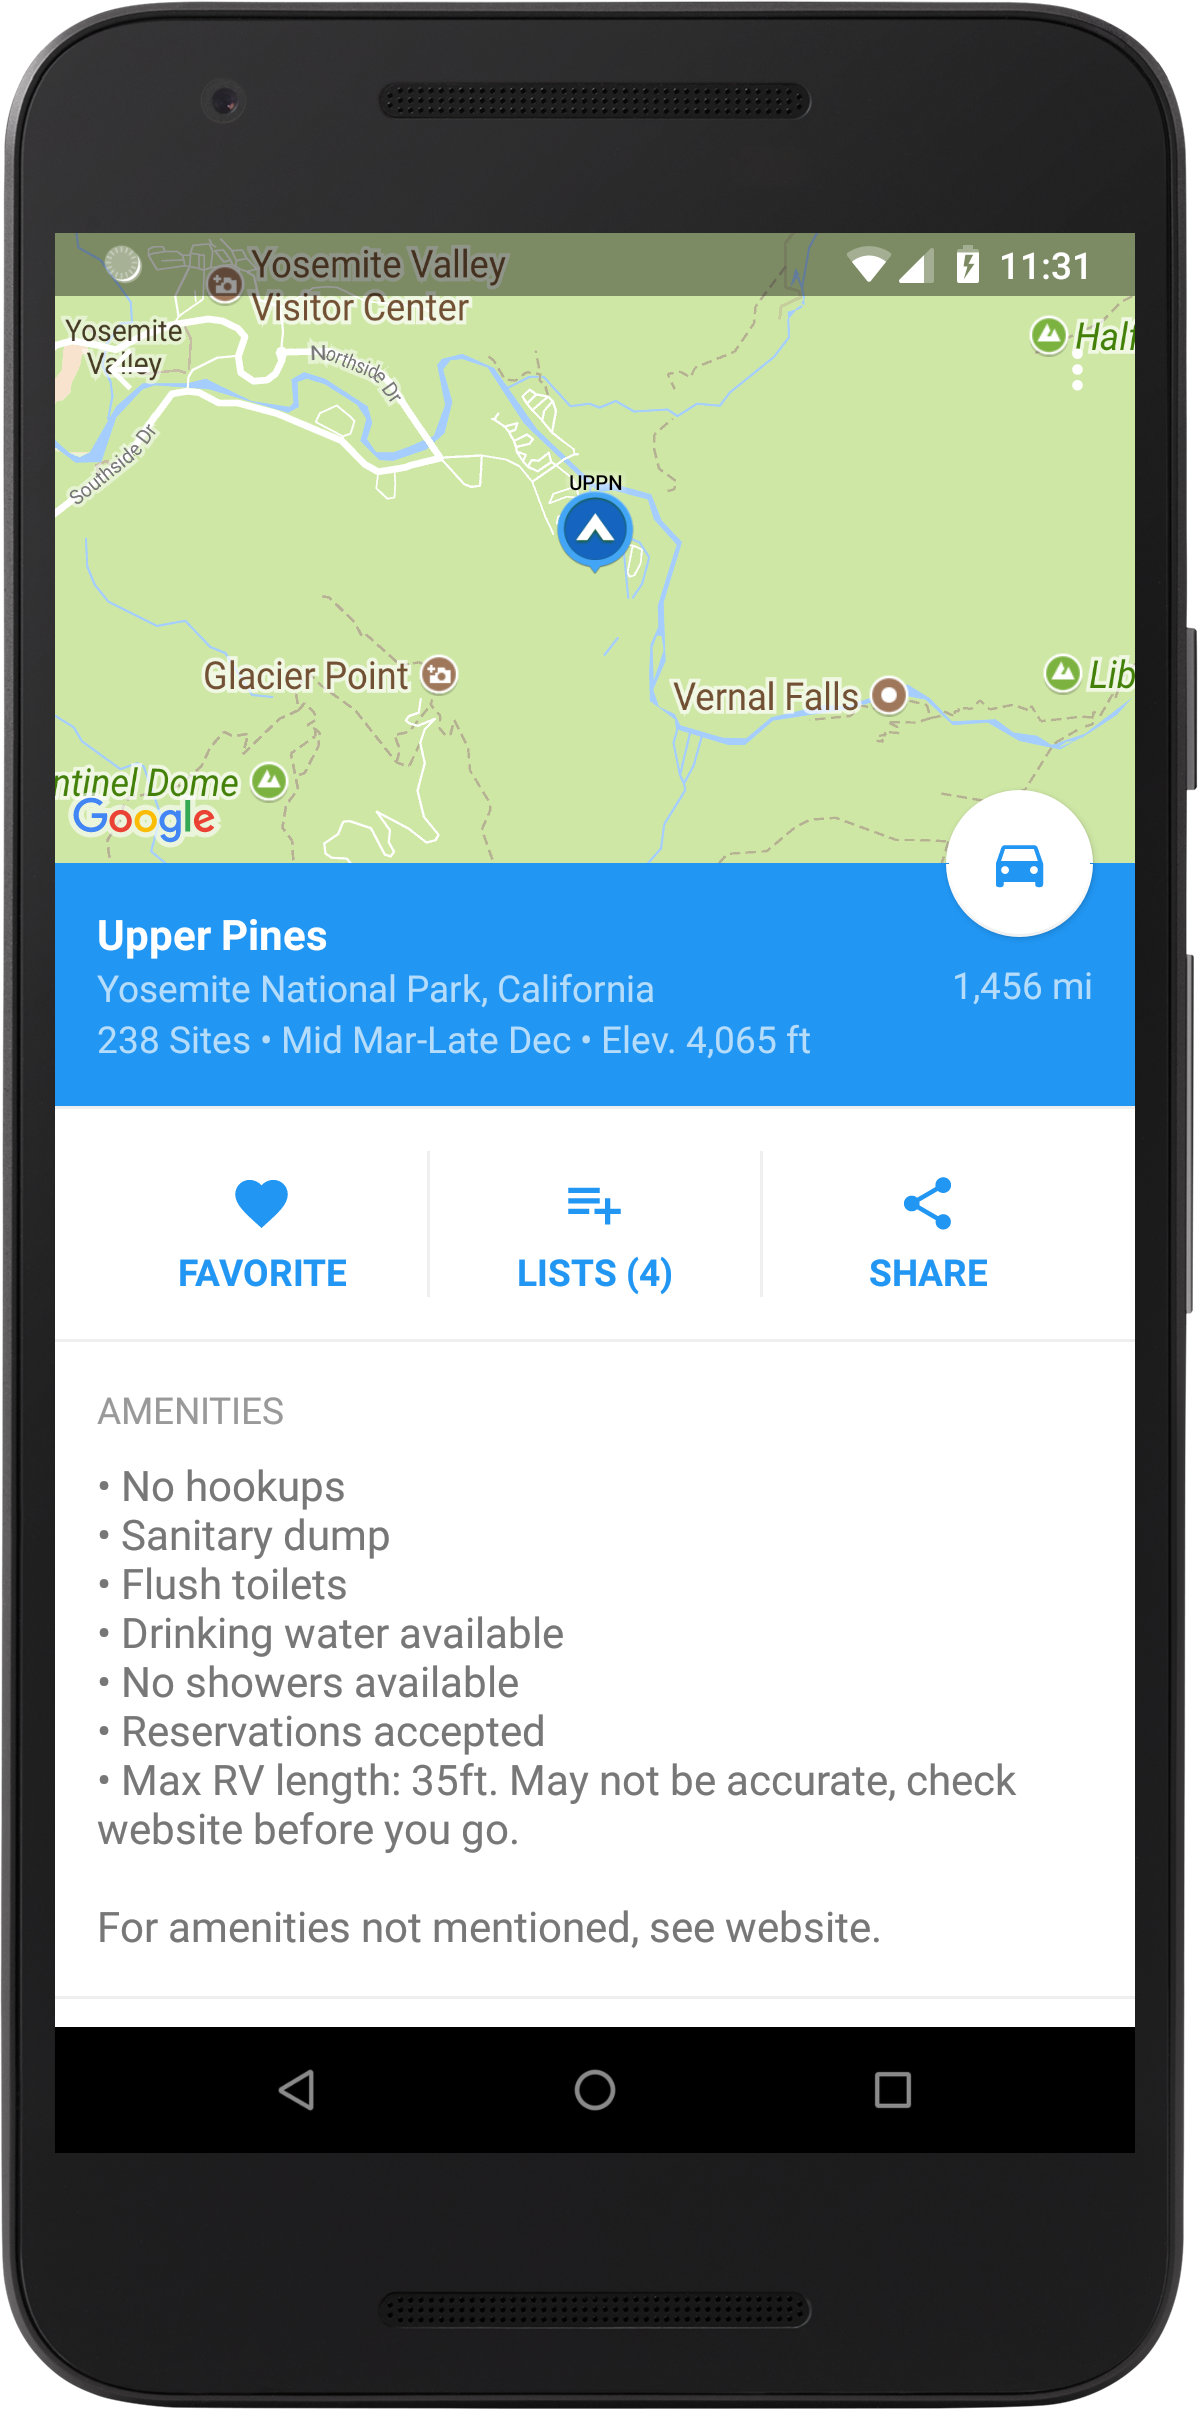 Yosemite Valley
Visitor Center
11:31
Yosemite
Valley
Northside Dr
Half
Southside Dr
UPPN
Glacier Point
Vernal Falls
Lib
ntinel Dome
Google
Upper Pines
Yosemite National Park, California
1,456 mi
238 Sites • Mid Mar-Late Dec • Elev. 4,065 ft
FAVORITE
LISTS (4)
SHARE
AMENITIES
• No hookups
• Sanitary dump
• Flush toilets
• Drinking water available
• No showers available
• Reservations accepted
• Max RV length: 35ft. May not be accurate, check
website before you go.
For amenities not mentioned, see website.